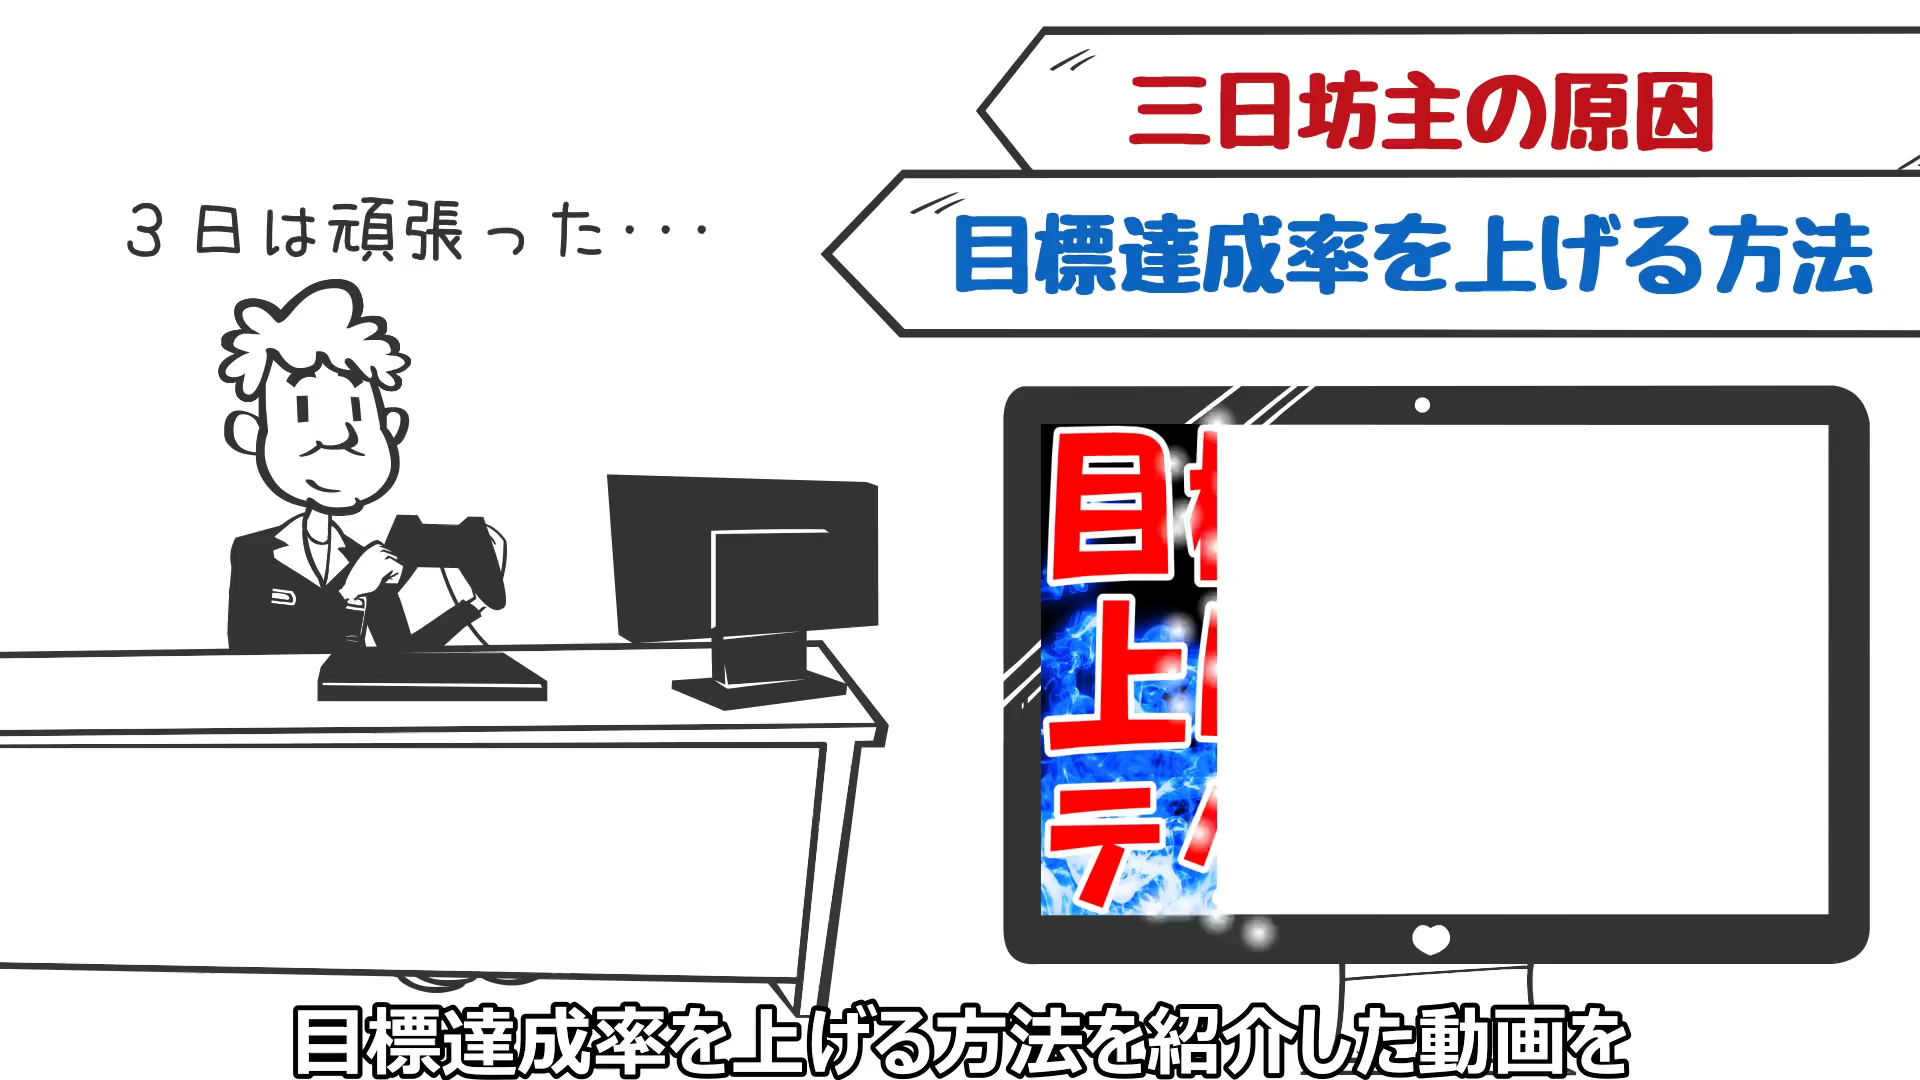 三日坊主の原因
目標達成率を上げる方法
3日は頑張った・・・
目
上
テ
目標達成率を上げる方法を紹介した動画を